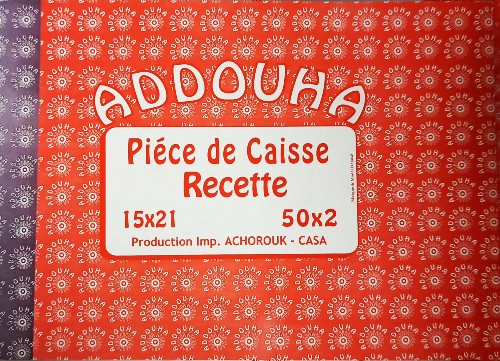 ADDOUHA
Piéce de Caisse
Recette
15x21 50x2
Production Imp. ACHOROUK - CASA